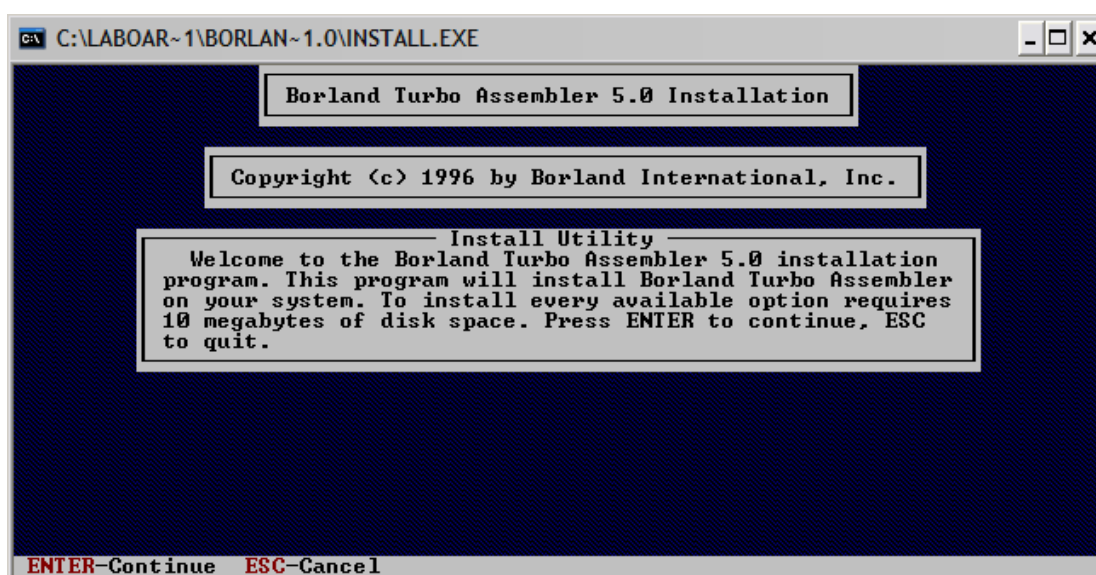 C:\LABOAR~1\BORLAN~1.0\INSTALL.EXE
Borland Turbo Assembler 5.0 Installation
Copyright (c) 1996 by Borland International, Inc.
Install Utility
Welcome to the Borland Turbo Assembler 5.0 installation
program. This program will install Borland Turbo Assembler
on your system. To install every available option requires
10 megabytes of disk space. Press ENTER to continue, ESC
to quit.
ENTER-Continue ESC-Cancel